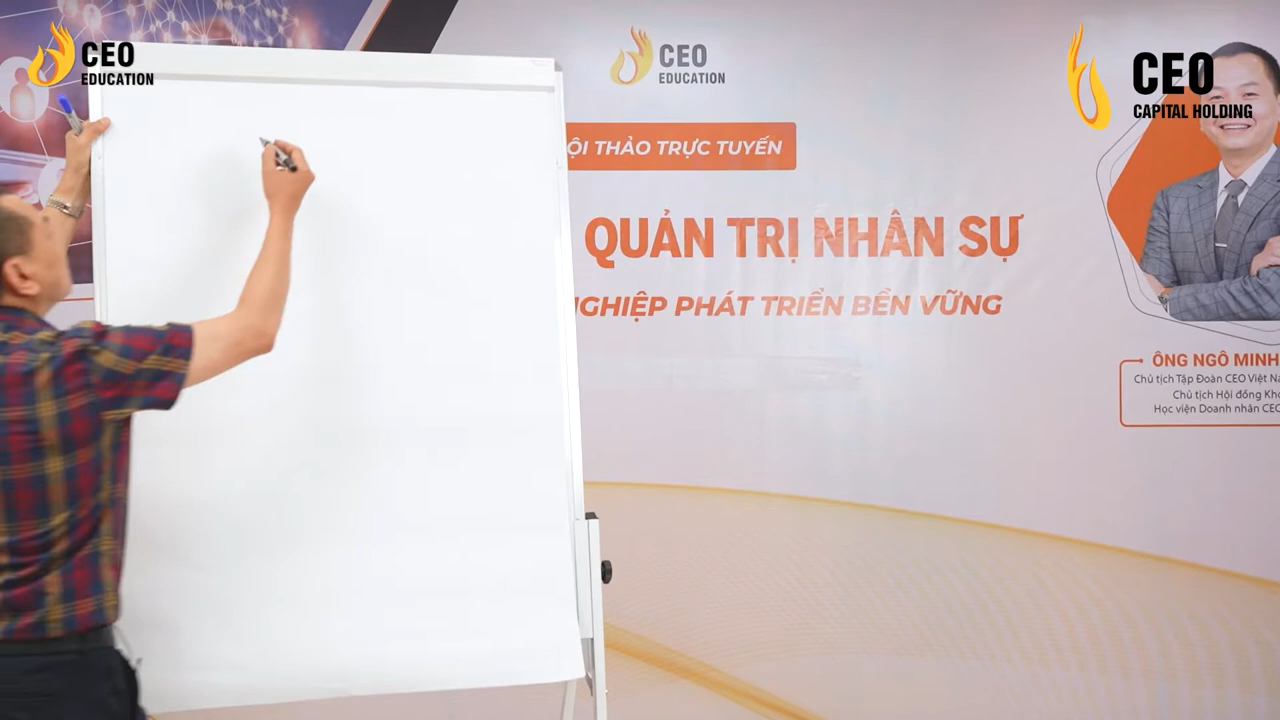 CEO
EDUCATION
CEO
EDUCATION
CEO
CAPITAL HOLDING
ỘI THẢO TRỰC TUYẾN
QUẢN TRỊ NHÂN SỰ
NGHIỆP PHÁT TRIỂN BỀN VỮNG
ÔNG NGÔ MINH
Chủ tịch Tập Đoàn CEO Việt Na
Chủ tịch Hội đồng Kho
Học viện Doanh nhân CEO